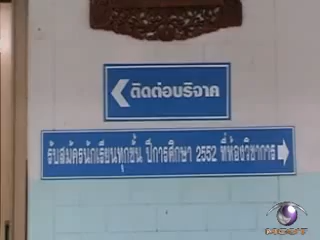 ติดต่อบริจาค
รับสมัครนักเรียนทุกชั้น ปีการศึกษา 2552 ที่ห้องวิชาการ
MCOT